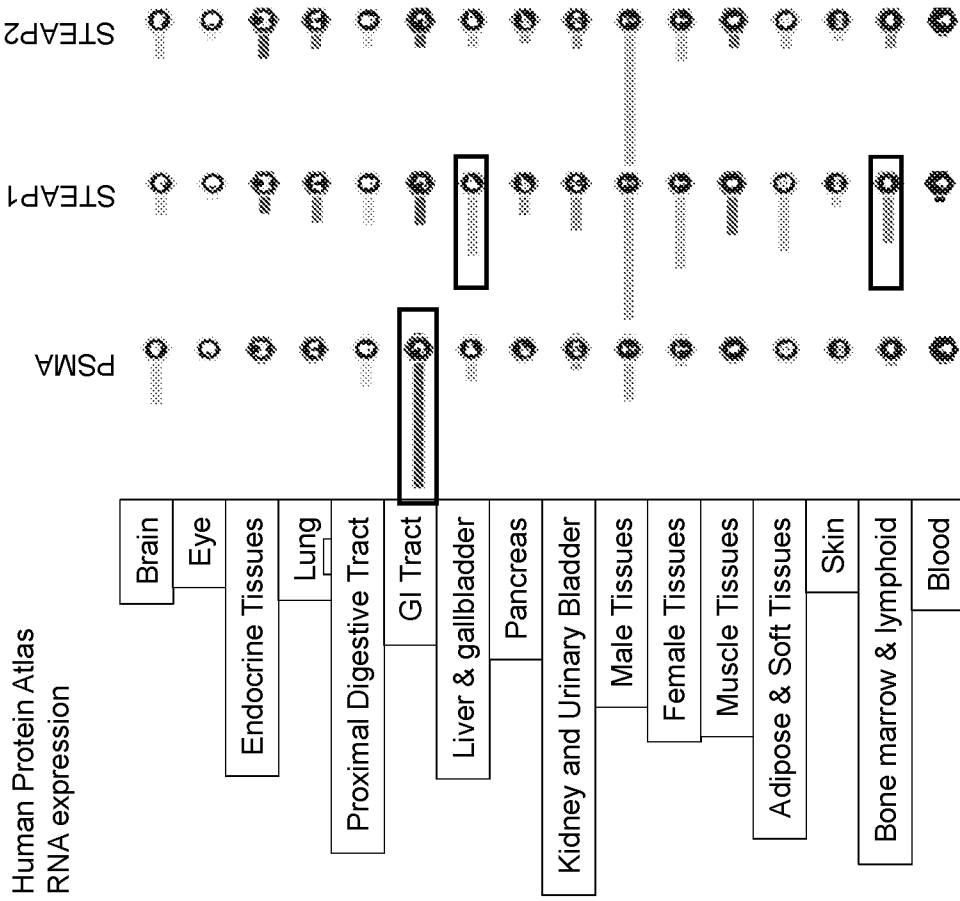 Human Protein Atlas
RNA expression
PSMA
STEAP1
STEAP2
Brain
Eye
Endocrine Tissues
Lung
Proximal Digestive Tract
GI Tract
Liver & gallbladder
Pancreas
Kidney and Urinary Bladder
Male Tissues
Female Tissues
Muscle Tissues
Adipose & Soft Tissues
Skin
Bone marrow & lymphoid
Blood